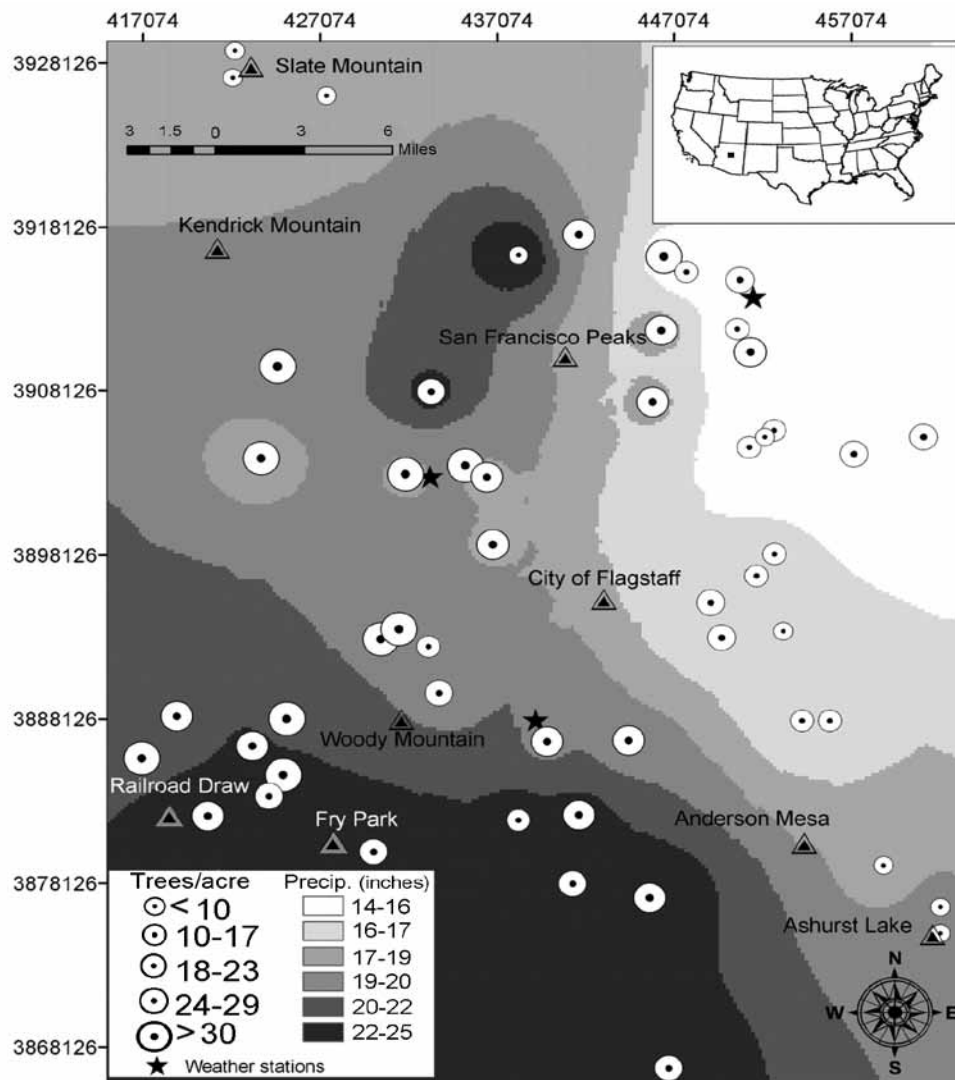 417074 427074 437074 447074 457074
3928126
Slate Mountain
3 1.5 0 3 6
Miles
3918126
Kendrick Mountain
San Francisco Peaks
3908126
3898126
City of Flagstaff
3888126
Woody Mountain
Railroad Draw
Fry Park
Anderson Mesa
3878126
Ashurst Lake
3868126
Trees/acre
< 10
10-17
18-23
24-29
> 30
Weather stations
Precip. (inches)
14-16
16-17
17-19
19-20
20-22
22-25
N
W E
S